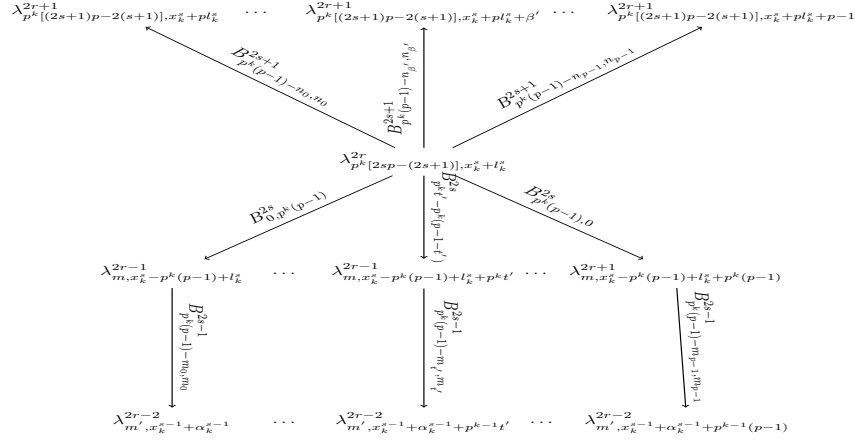 λ^{2r+1}_{p^k[(2s+1)p-2(s+1)],x^s_k+pl^s_k} ··· λ^{2r+1}_{p^k[(2s+1)p-2(s+1)],x^s_k+pl^s_k+β′} ··· λ^{2r+1}_{p^k[(2s+1)p-2(s+1)],x^s_k+pl^s_k+p-1}
B^{2s+1}_{p^k(p-1)-n_0,n_0} B^{2s+1}_{p^k(p-1)-n_{β′},n_{β′}} B^{2s+1}_{p^k(p-1)-n_{p-1},n_{p-1}}
λ^{2r}_{p^k[2sp-(2s+1)],x^s_k+l^s_k}
B^{2s}_{0,p^k(p-1)} B^{2s}_{p^kt′-p^k(p-1-t′)} B^{2s}_{p^k(p-1),0}
λ^{2r-1}_{m,x^s_k-p^k(p-1)+l^s_k} ··· λ^{2r-1}_{m,x^s_k-p^k(p-1)+l^s_k+p^kt′} ··· λ^{2r+1}_{m,x^s_k-p^k(p-1)+l^s_k+p^k(p-1)}
B^{2s-1}_{p^k(p-1)-m_0,m_0} B^{2s-1}_{p^k(p-1)-m_{t′},m_{t′}} B^{2s-1}_{p^k(p-1)-m_{p-1},m_{p-1}}
λ^{2r-2}_{m′,x^{s-1}_k+α^{s-1}_k} ··· λ^{2r-2}_{m′,x^{s-1}_k+α^{s-1}_k+p^{k-1}t′} ··· λ^{2r-2}_{m′,x^{s-1}_k+α^{s-1}_k+p^{k-1}(p-1)}